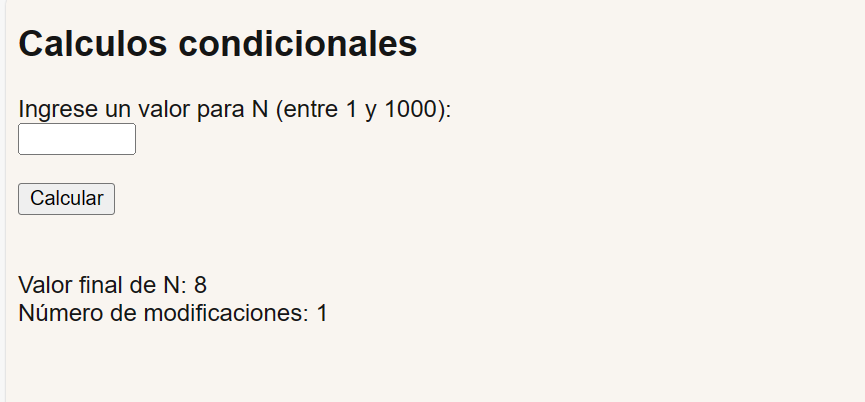 Calculos condicionales
Ingrese un valor para N (entre 1 y 1000):
Calcular
Valor final de N: 8
Número de modificaciones: 1